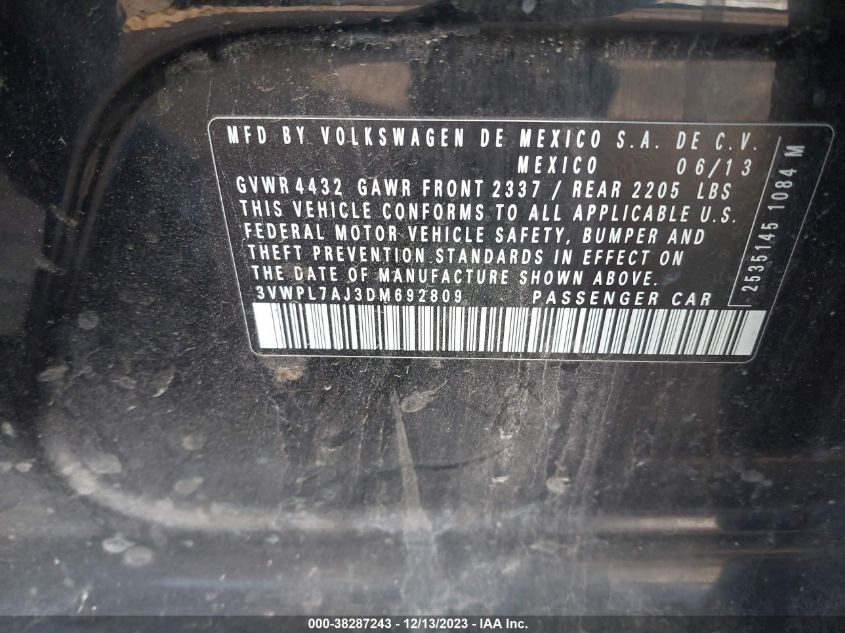 MFD BY VOLKSWAGEN DE MEXICO S.A. DE C.V.
MEXICO 06/13
GVWR 4432 GAWR FRONT 2337 / REAR 2205 LBS
THIS VEHICLE CONFORMS TO ALL APPLICABLE U.S.
FEDERAL MOTOR VEHICLE SAFETY, BUMPER AND
THEFT PREVENTION STANDARDS IN EFFECT ON
THE DATE OF MANUFACTURE SHOWN ABOVE.
3VWPL7AJ3DM692809 PASSENGER CAR
2535145 1084 M
000-38287243 - 12/13/2023 - IAA Inc.